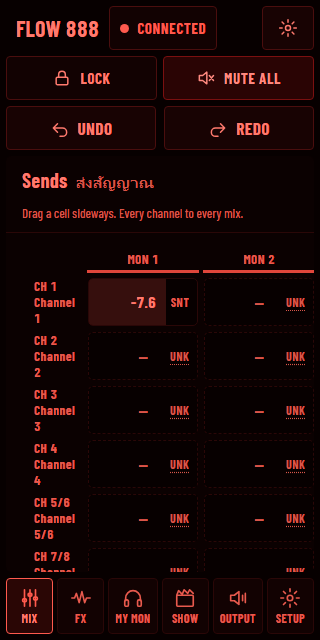 FLOW 888
CONNECTED
LOCK
MUTE ALL
UNDO
REDO
Sends ส่งสัญญาณ
Drag a cell sideways. Every channel to every mix.
MON 1 MON 2
CH 1
Channel
1
-7.6 SNT
– UNK
CH 2
Channel
2
– UNK
– UNK
CH 3
Channel
3
– UNK
– UNK
CH 4
Channel
4
– UNK
– UNK
CH 5/6
Channel
5/6
– UNK
– UNK
CH 7/8
MIX FX MY MON SHOW OUTPUT SETUP